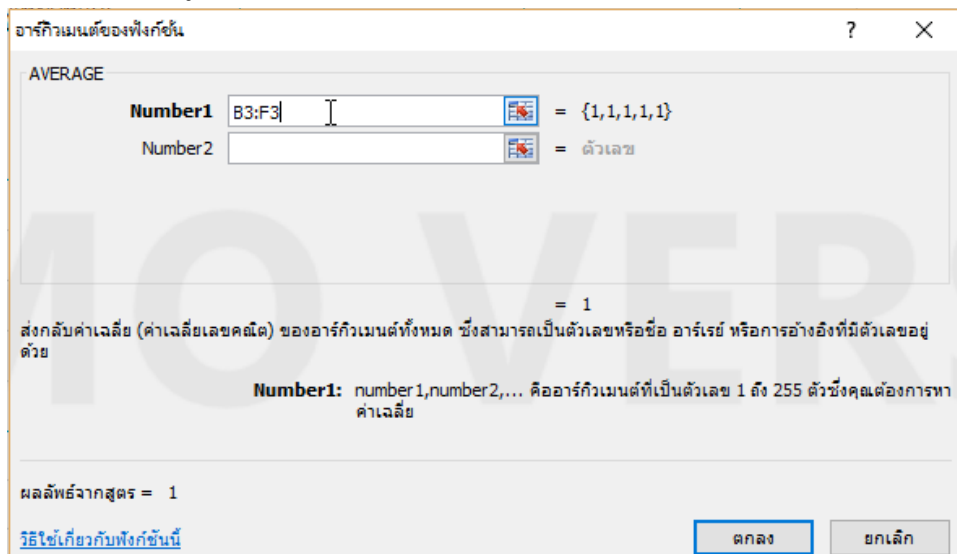 อาร์กิวเมนต์ของฟังก์ชัน ? ×
AVERAGE
Number1 B3:F3 = {1,1,1,1,1}
Number2 = ตัวเลข
= 1
ส่งกลับค่าเฉลี่ย (ค่าเฉลี่ยเลขคณิต) ของอาร์กิวเมนต์ทั้งหมด ซึ่งสามารถเป็นตัวเลขหรือชื่อ อาร์เรย์ หรือการอ้างอิงที่มีตัวเลขอยู่
ด้วย
Number1: number1,number2,... คืออาร์กิวเมนต์ที่เป็นตัวเลข 1 ถึง 255 ตัวซึ่งคุณต้องการหา
ค่าเฉลี่ย
ผลลัพธ์จากสูตร = 1
วิธีใช้เกี่ยวกับฟังก์ชันนี้ ตกลง ยกเลิก